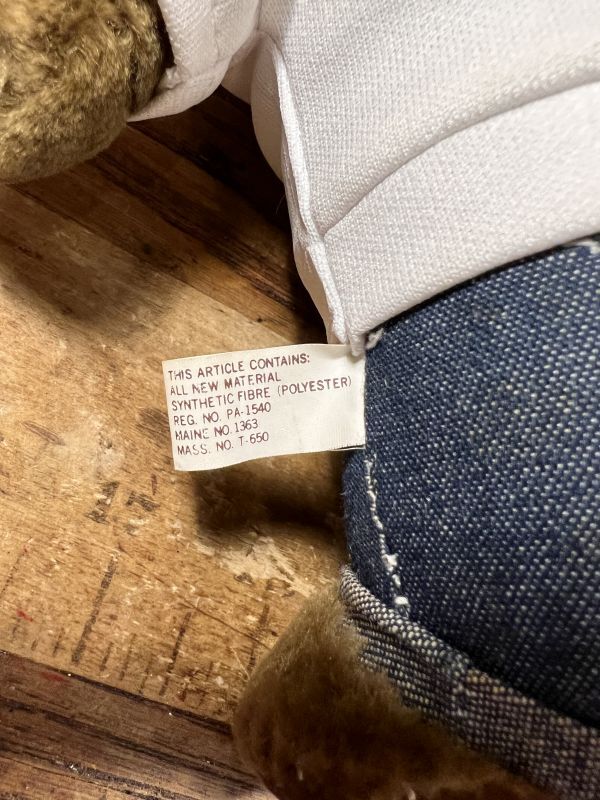 THIS ARTICLE CONTAINS:
ALL NEW MATERIAL
SYNTHETIC FIBRE (POLYESTER)
REG. NO. PA-1540
MAINE NO. 1363
MASS. NO. T-650